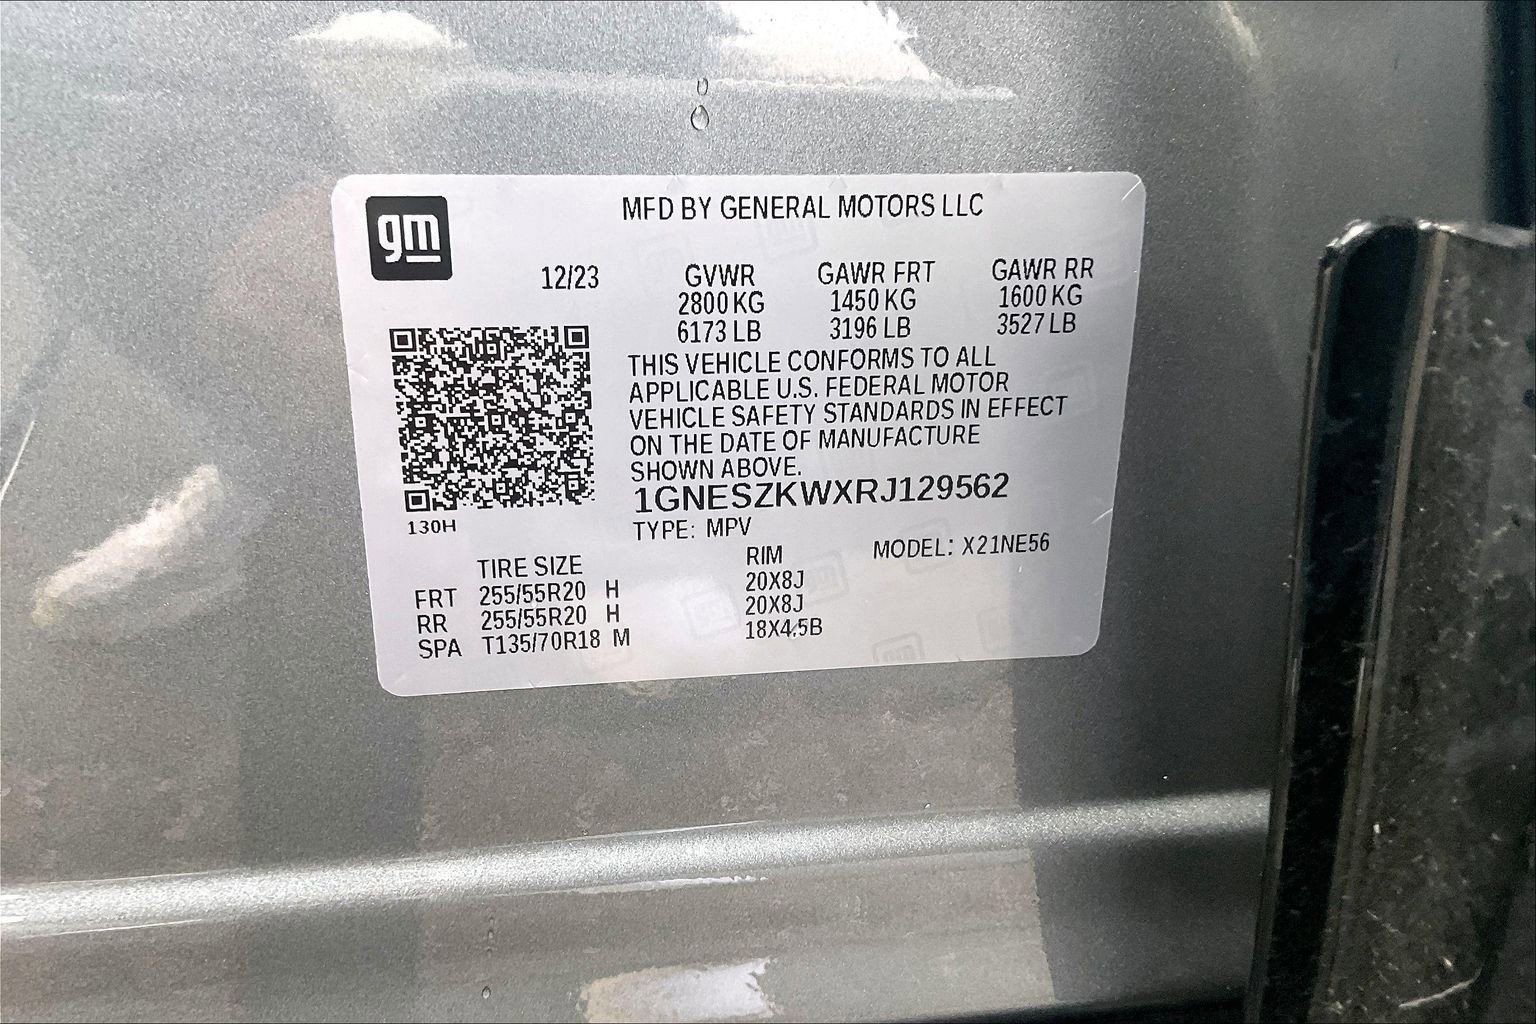 gm
MFD BY GENERAL MOTORS LLC
12/23 GVWR GAWR FRT GAWR RR
2800 KG 1450 KG 1600 KG
6173 LB 3196 LB 3527 LB
THIS VEHICLE CONFORMS TO ALL
APPLICABLE U.S. FEDERAL MOTOR
VEHICLE SAFETY STANDARDS IN EFFECT
ON THE DATE OF MANUFACTURE
SHOWN ABOVE.
1GNESZKWXRJ129562
130H
TYPE: MPV
MODEL: X21NE56
TIRE SIZE RIM
FRT 255/55R20 H 20X8J
RR 255/55R20 H 20X8J
SPA T135/70R18 M 18X4.5B